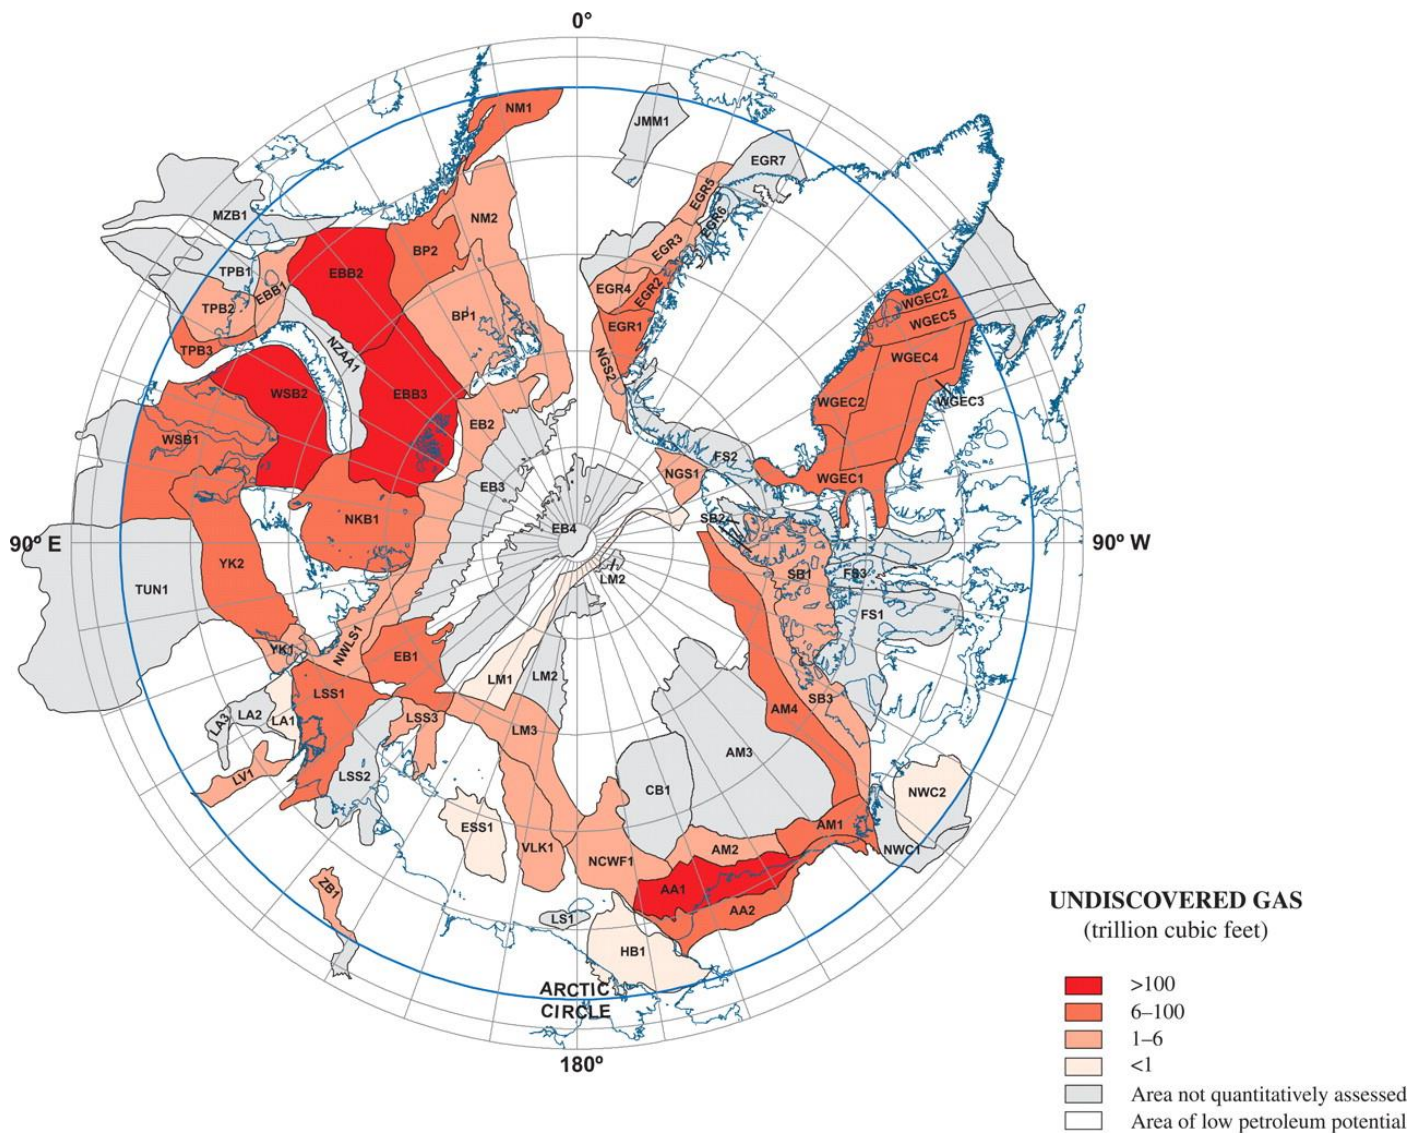 0°
NM1
JMM1
EGR7
MZB1
NM2
EGR5
EGR6
BP2
EGR3
TPB1
EBB2
EGR4
EGR2
EBB1
TPB2
BP1
EGR1
WGEC2
WGEC5
TPB3
NZAA1
NGS2
WGEC4
WSB2
EBB3
WGEC2
WGEC3
EB2
WSB1
FS2
NGS1
WGEC1
EB3
NKB1
SB2
EB4
90° E
90° W
YK2
LM2
SB1
FS3
TUN1
FS1
YK1
NWLS1
EB1
LSS1
LM1
LM2
SB3
LA3
LA2
LA1
LSS3
AM4
LM3
AM3
LV1
LSS2
CB1
NWC2
ESS1
AM1
VLK1
NCWF1
AM2
NWC1
ZB1
AA1
AA2
LS1
HB1
ARCTIC
CIRCLE
180°
UNDISCOVERED GAS
(trillion cubic feet)
>100
6–100
1–6
<1
Area not quantitatively assessed
Area of low petroleum potential